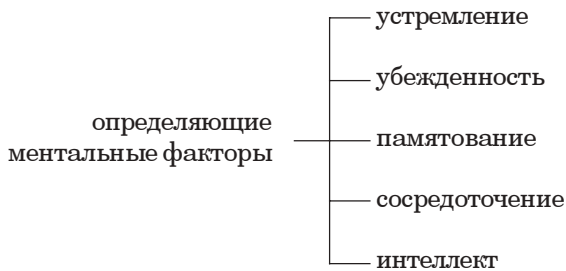 определяющие
ментальные факторы
устремление
убежденность
памятование
сосредоточение
интеллект